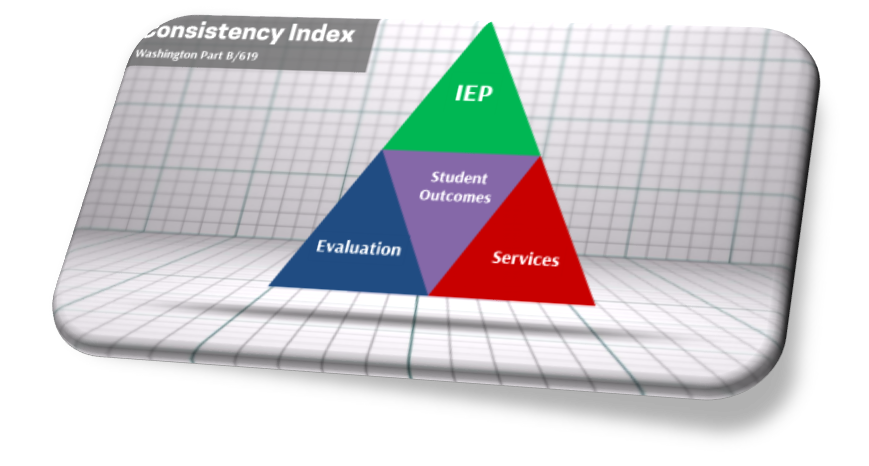 Consistency Index
Washington Part B/619
IEP
Student
Outcomes
Evaluation
Services